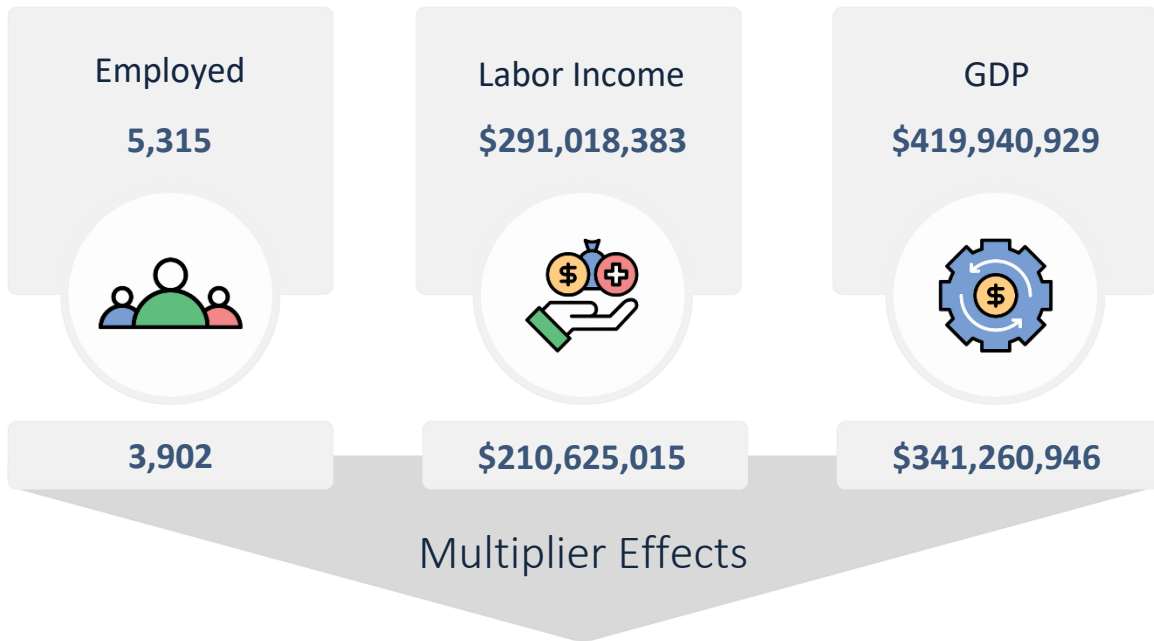 Employed
5,315
Labor Income
$291,018,383
GDP
$419,940,929
3,902
$210,625,015
$341,260,946
Multiplier Effects